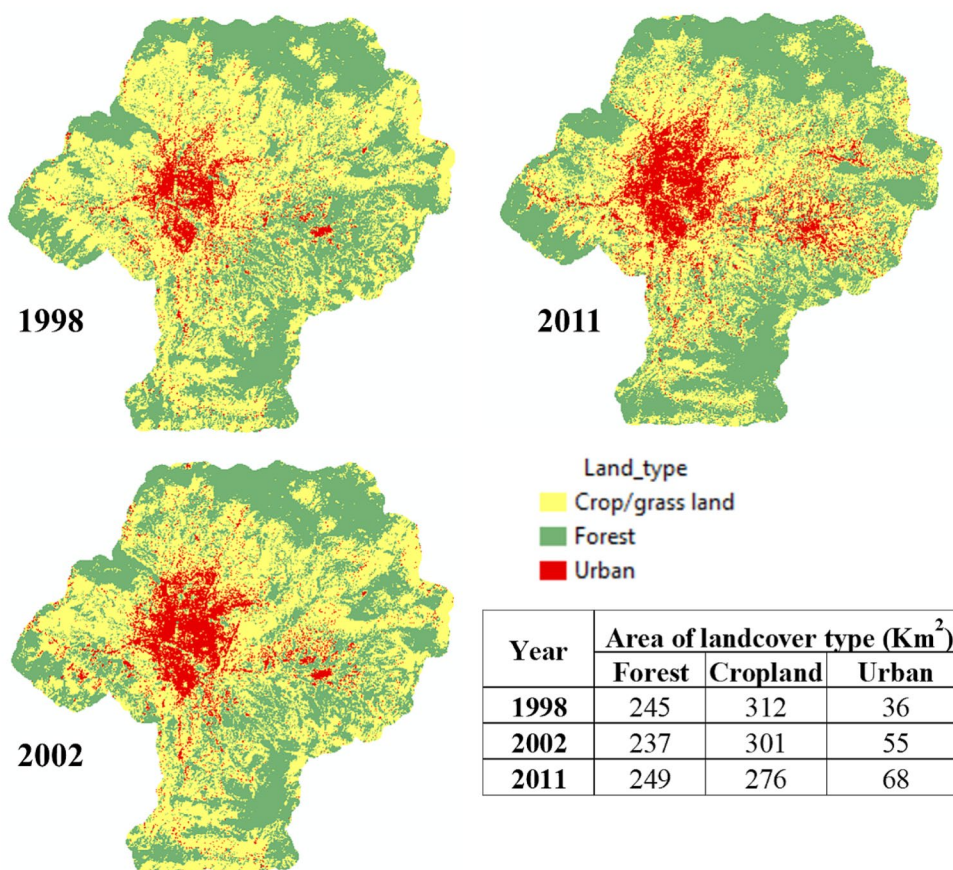 1998
2011
2002
Land_type
Crop/grass land
Forest
Urban
Year Area of landcover type (Km²)
Forest Cropland Urban
1998 245 312 36
2002 237 301 55
2011 249 276 68